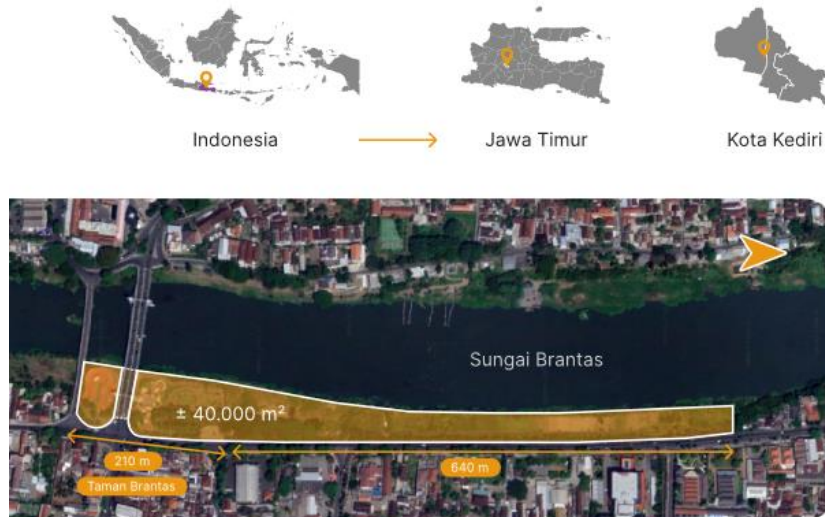 Indonesia
Jawa Timur
Kota Kediri
Sungai Brantas
± 40.000 m²
210 m
640 m
Taman Brantas